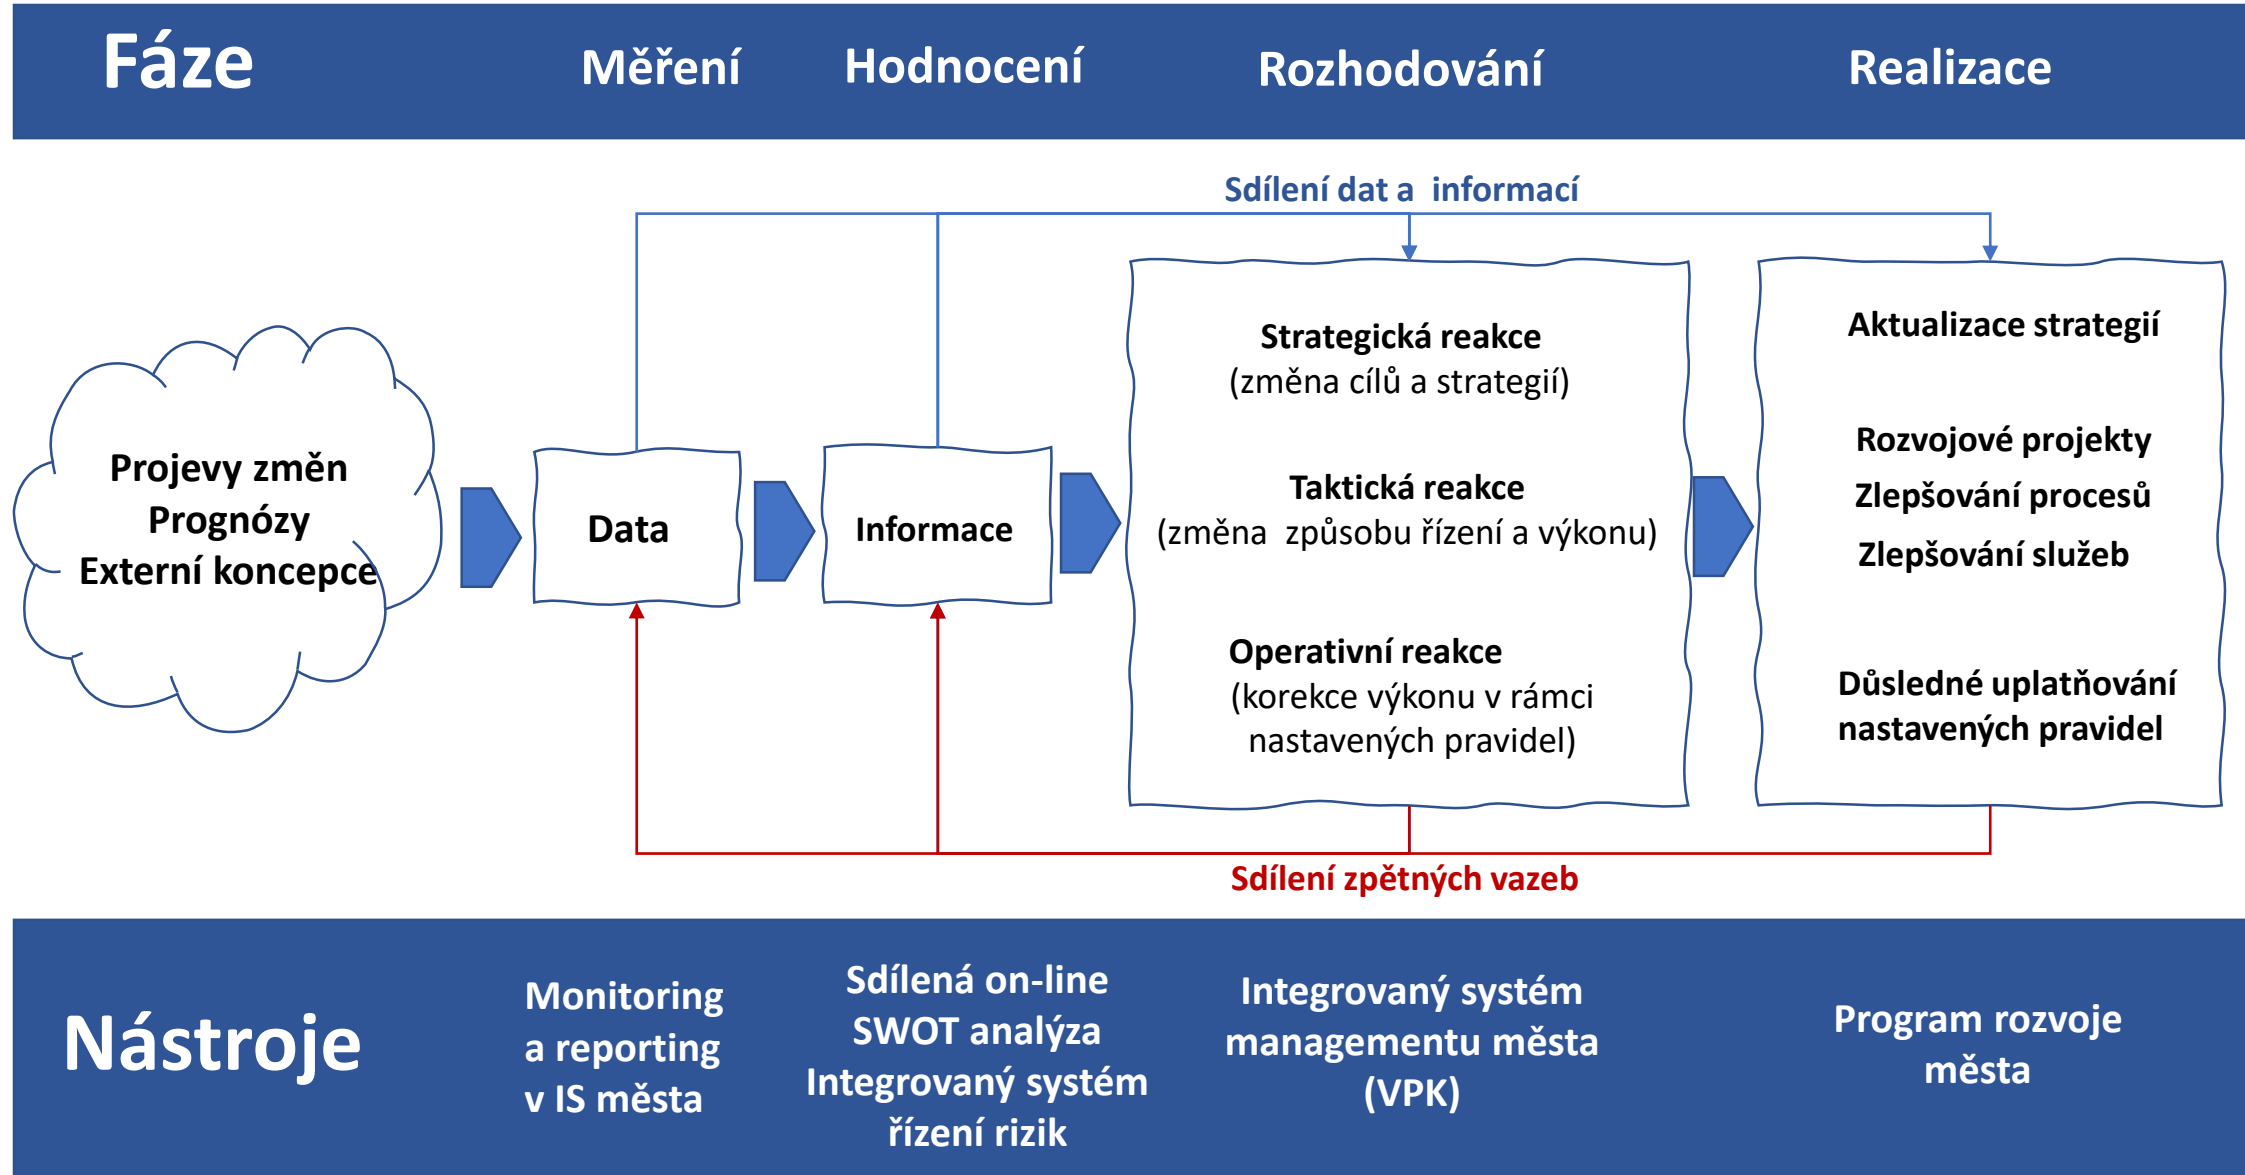 Fáze
Měření
Hodnocení
Rozhodování
Realizace
Sdílení dat a  informací
Projevy změn
Prognózy
Externí koncepce
Data
Informace
Strategická reakce
(změna cílů a strategií)
Taktická reakce
(změna  způsobu řízení a výkonu)
Operativní reakce
(korekce výkonu v rámci
nastavených pravidel)
Aktualizace strategií
Rozvojové projekty
Zlepšování procesů
Zlepšování služeb
Důsledné uplatňování
nastavených pravidel
Sdílení zpětných vazeb
Nástroje
Monitoring
a reporting
v IS města
Sdílená on-line
SWOT analýza
Integrovaný systém
řízení rizik
Integrovaný systém
managementu města
(VPK)
Program rozvoje
města